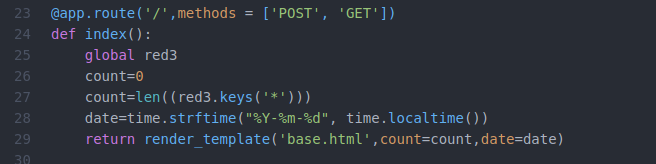 23 @app.route('/',methods = ['POST', 'GET'])
24 def index():
25     global red3
26     count=0
27     count=len((red3.keys('*')))
28     date=time.strftime("%Y-%m-%d", time.localtime())
29     return render_template('base.html',count=count,date=date)
30